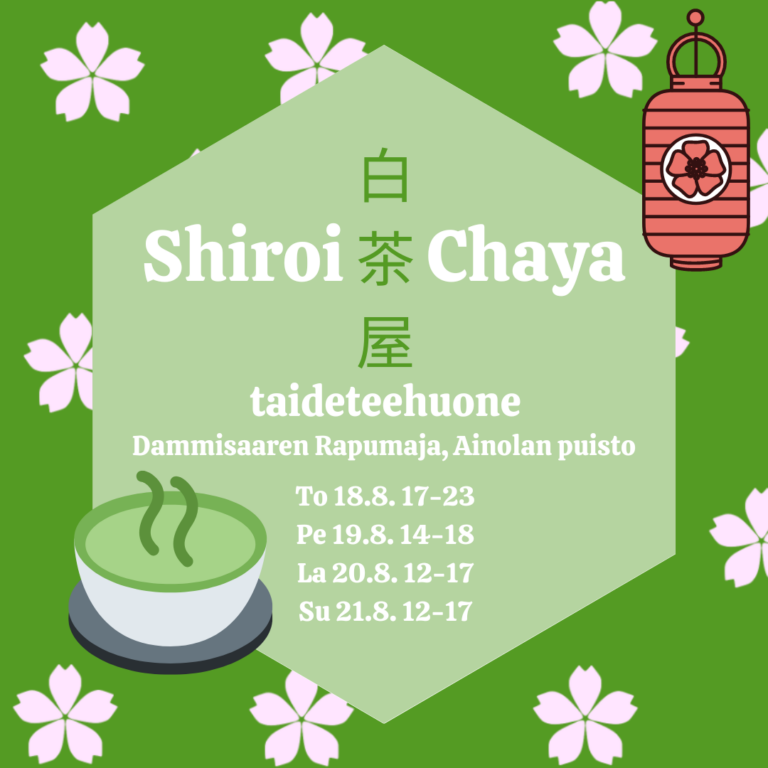 白
Shiroi 茶 Chaya
屋
taideteehuone
Dammisaaren Rapumaja, Ainolan puisto
To 18.8. 17-23
Pe 19.8. 14-18
La 20.8. 12-17
Su 21.8. 12-17